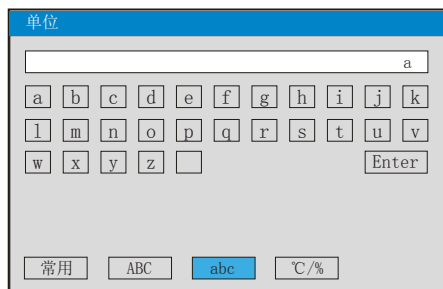 单位
a
a b c d e f g h i j k
l m n o p q r s t u v
w x y z Enter
常用 ABC abc ℃/%